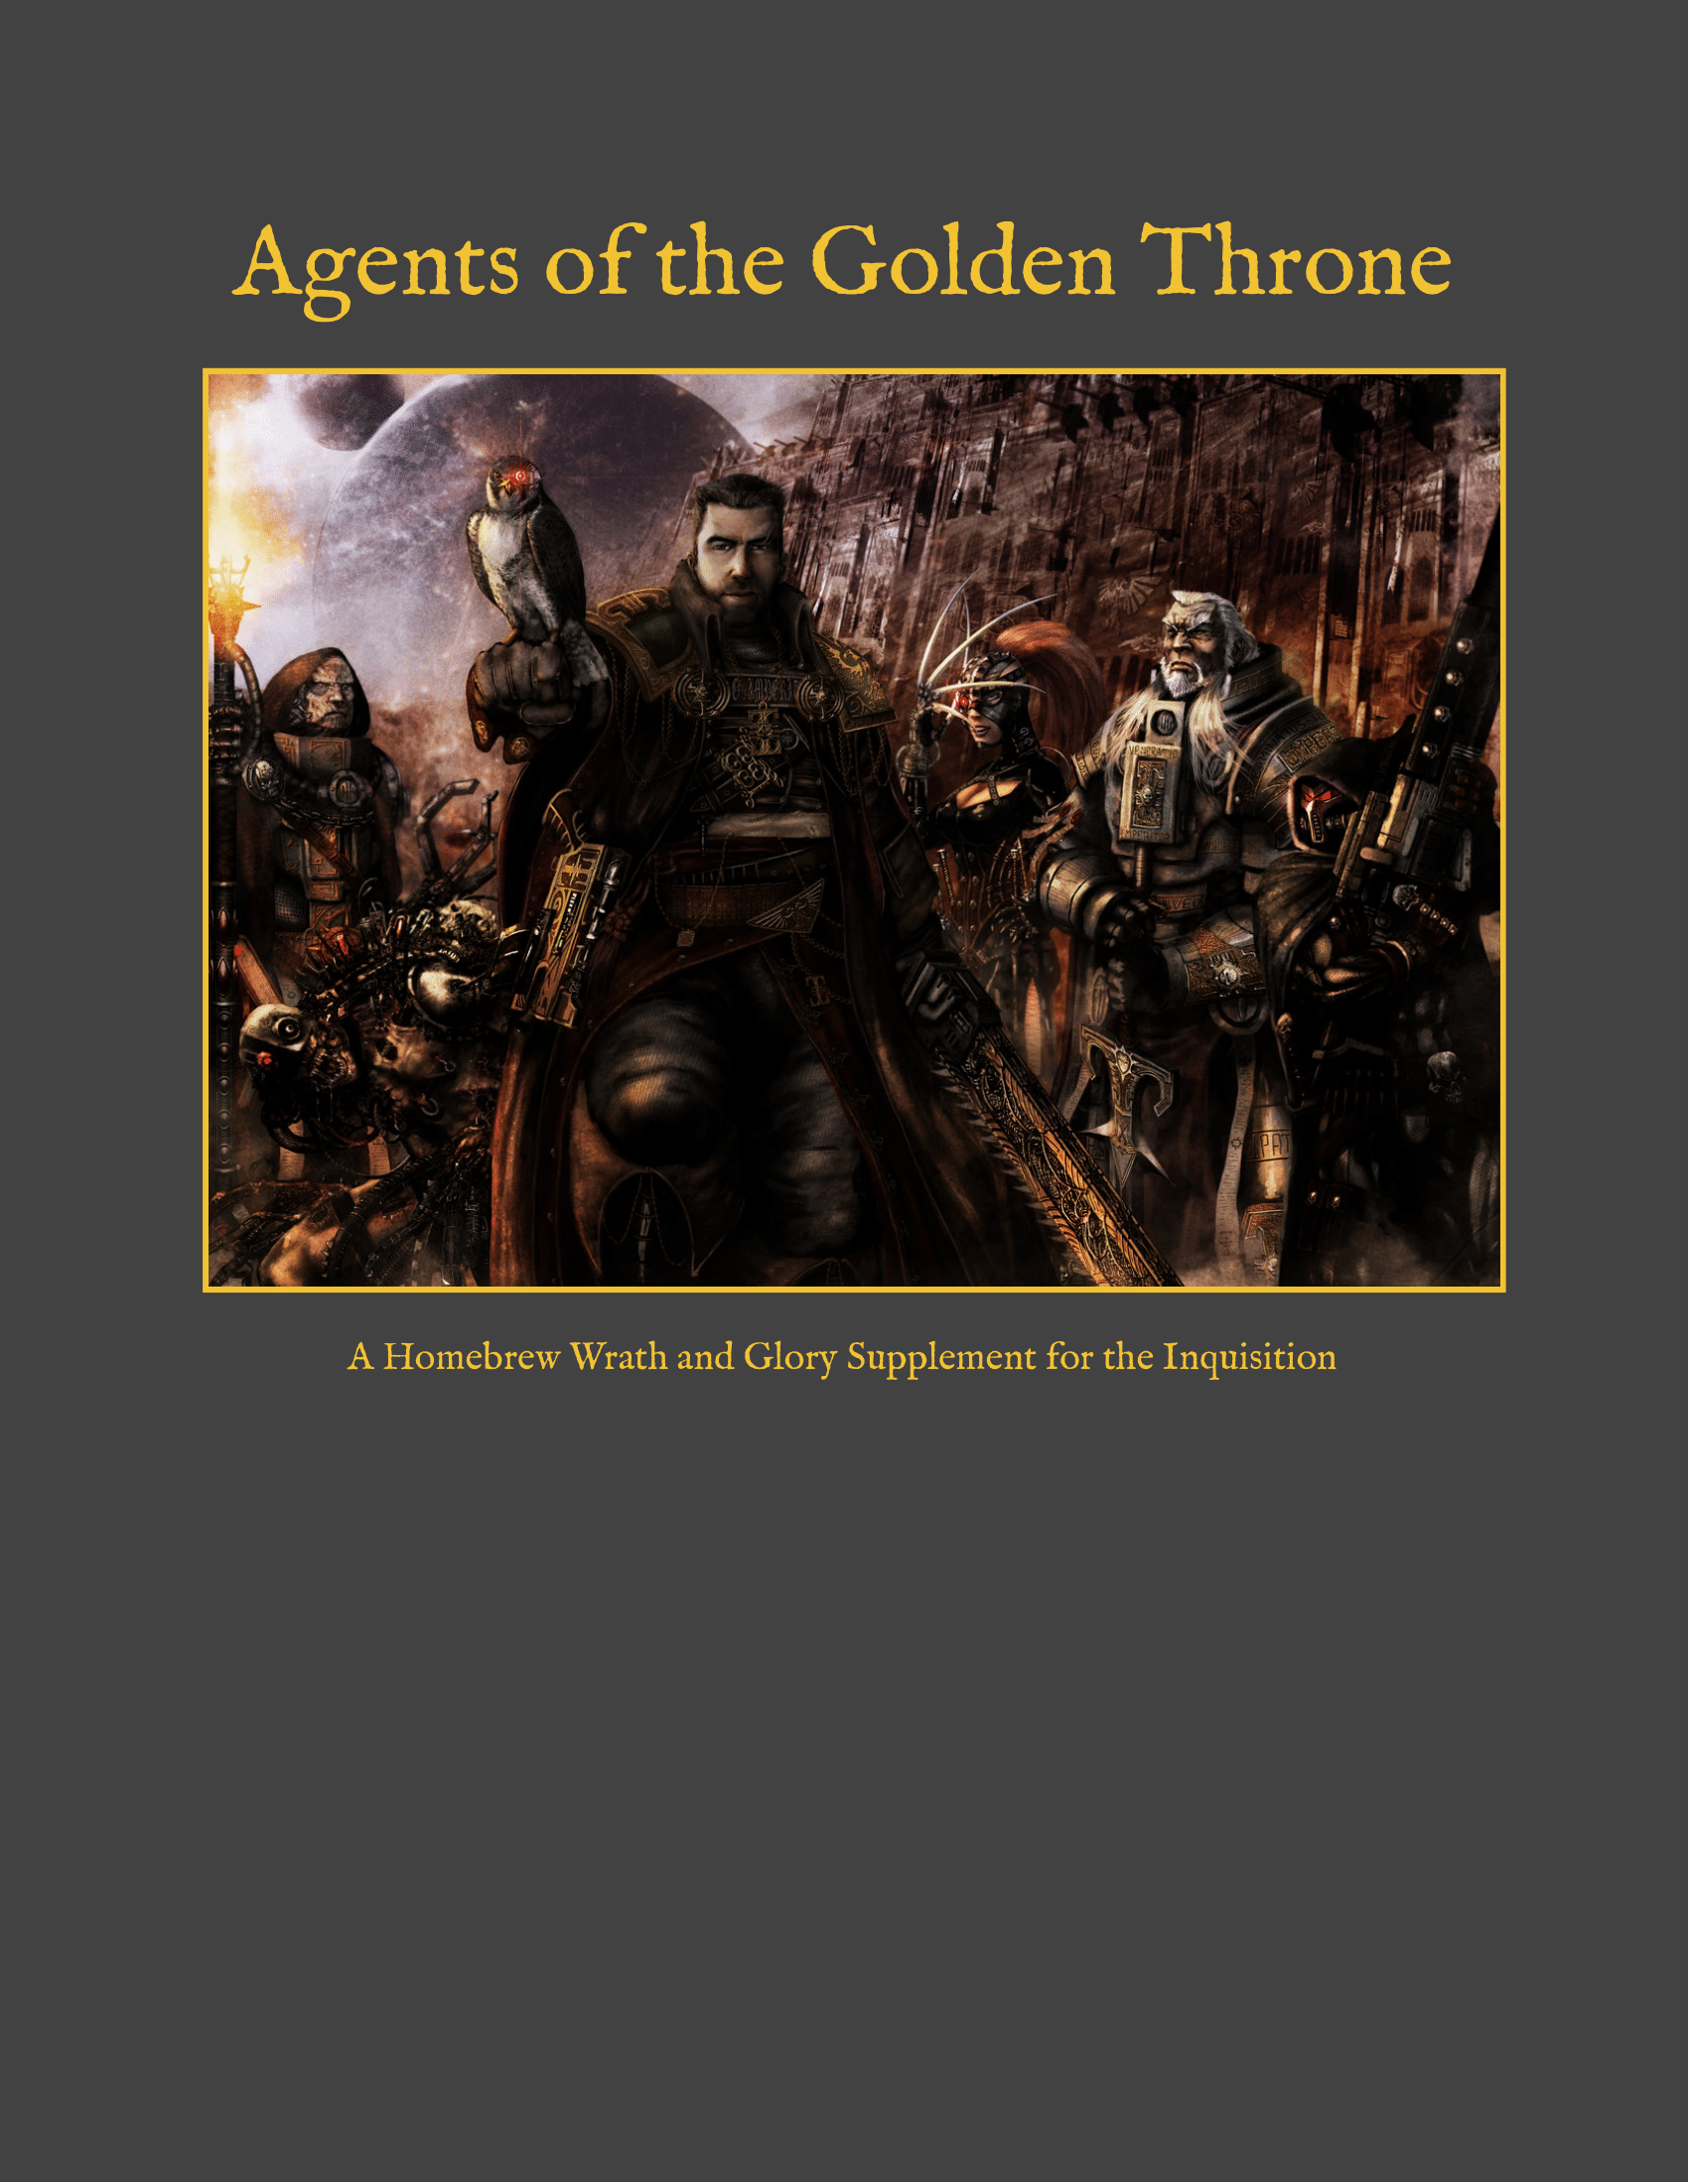 Agents of the Golden Throne
A Homebrew Wrath and Glory Supplement for the Inquisition